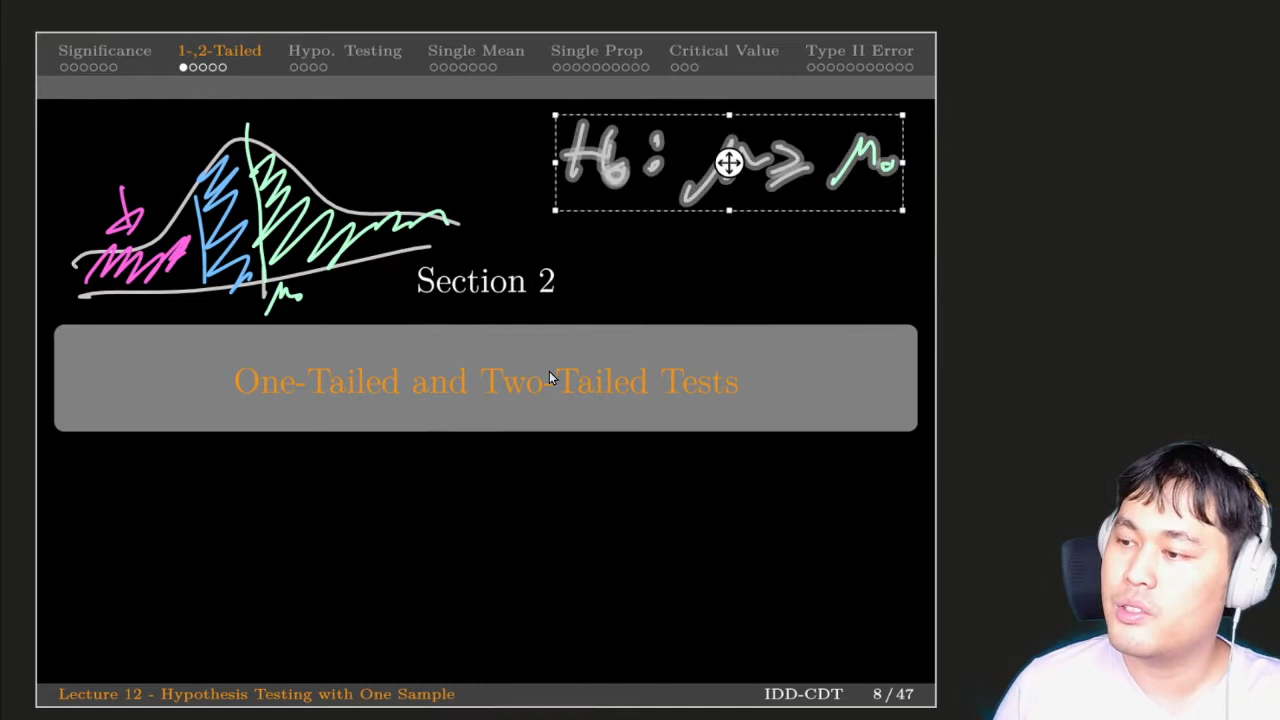 Significance 1-,2-Tailed Hypo. Testing Single Mean Single Prop Critical Value Type II Error
H₀: μ ≥ μ₀
μ₀
Section 2
One-Tailed and Two-Tailed Tests
Lecture 12 - Hypothesis Testing with One Sample IDD-CDT 8 / 47